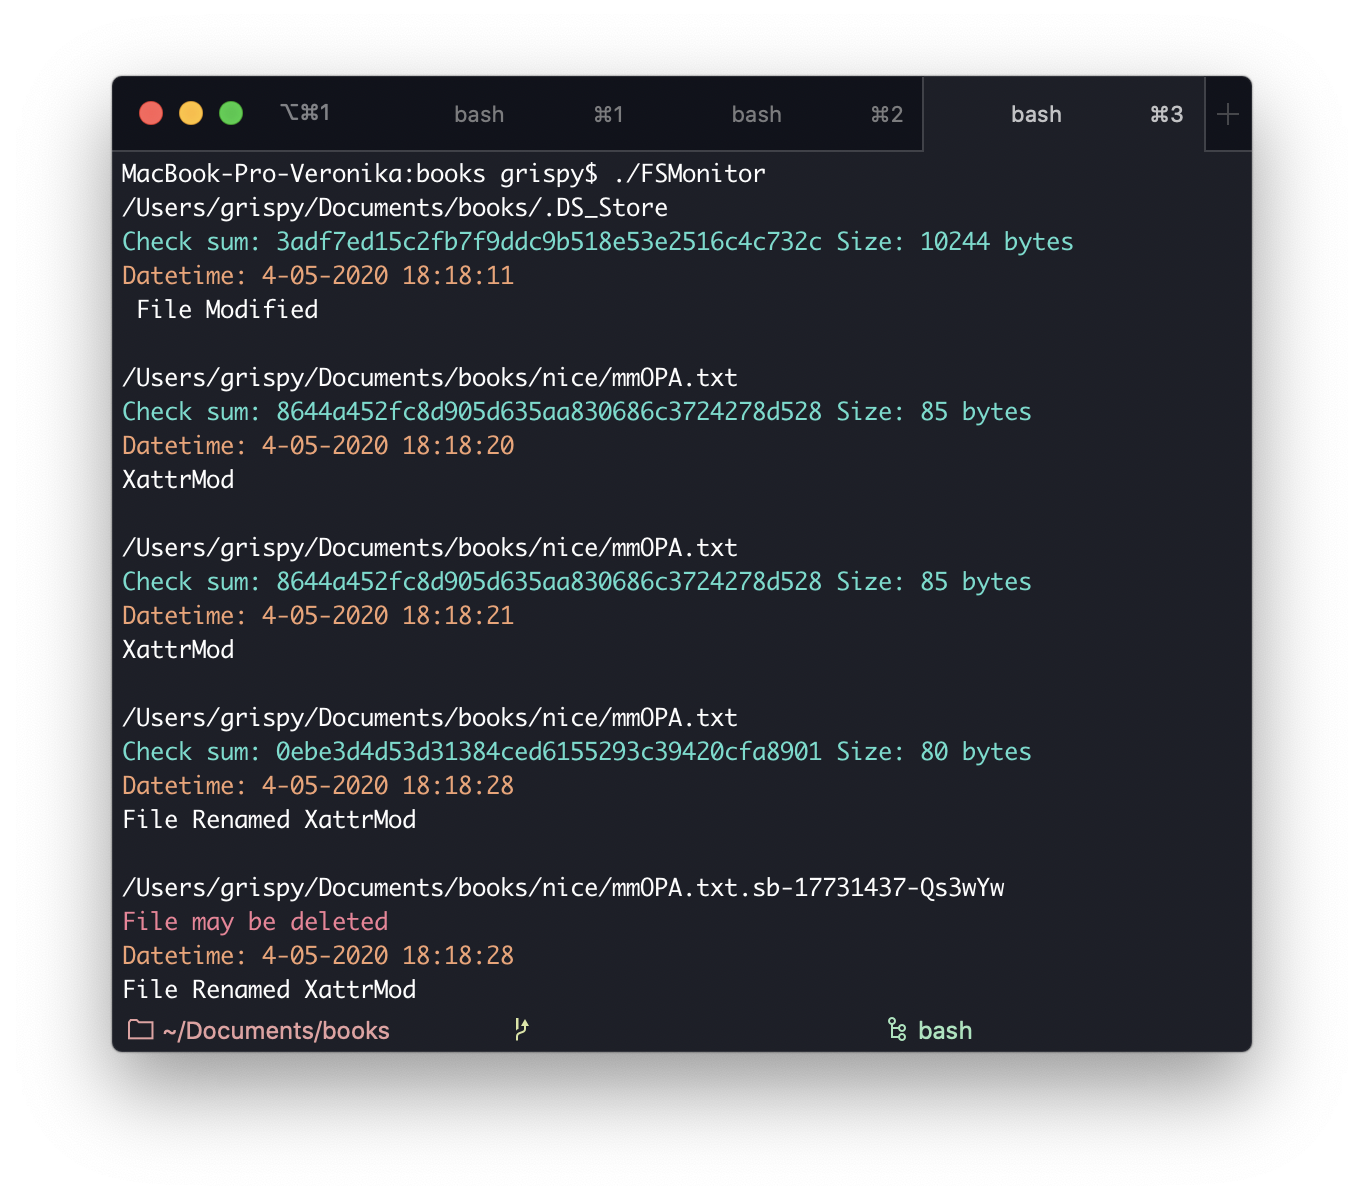 ⌥⌘1 bash ⌘1 bash ⌘2 bash ⌘3 +
MacBook-Pro-Veronika:books grispy$ ./FSMonitor
/Users/grispy/Documents/books/.DS_Store
Check sum: 3adf7ed15c2fb7f9ddc9b518e53e2516c4c732c Size: 10244 bytes
Datetime: 4-05-2020 18:18:11
File Modified
/Users/grispy/Documents/books/nice/mmOPA.txt
Check sum: 8644a452fc8d905d635aa830686c3724278d528 Size: 85 bytes
Datetime: 4-05-2020 18:18:20
XattrMod
/Users/grispy/Documents/books/nice/mmOPA.txt
Check sum: 8644a452fc8d905d635aa830686c3724278d528 Size: 85 bytes
Datetime: 4-05-2020 18:18:21
XattrMod
/Users/grispy/Documents/books/nice/mmOPA.txt
Check sum: 0ebe3d4d53d31384ced6155293c39420cfa8901 Size: 80 bytes
Datetime: 4-05-2020 18:18:28
File Renamed XattrMod
/Users/grispy/Documents/books/nice/mmOPA.txt.sb-17731437-Qs3wYw
File may be deleted
Datetime: 4-05-2020 18:18:28
File Renamed XattrMod
~/Documents/books bash